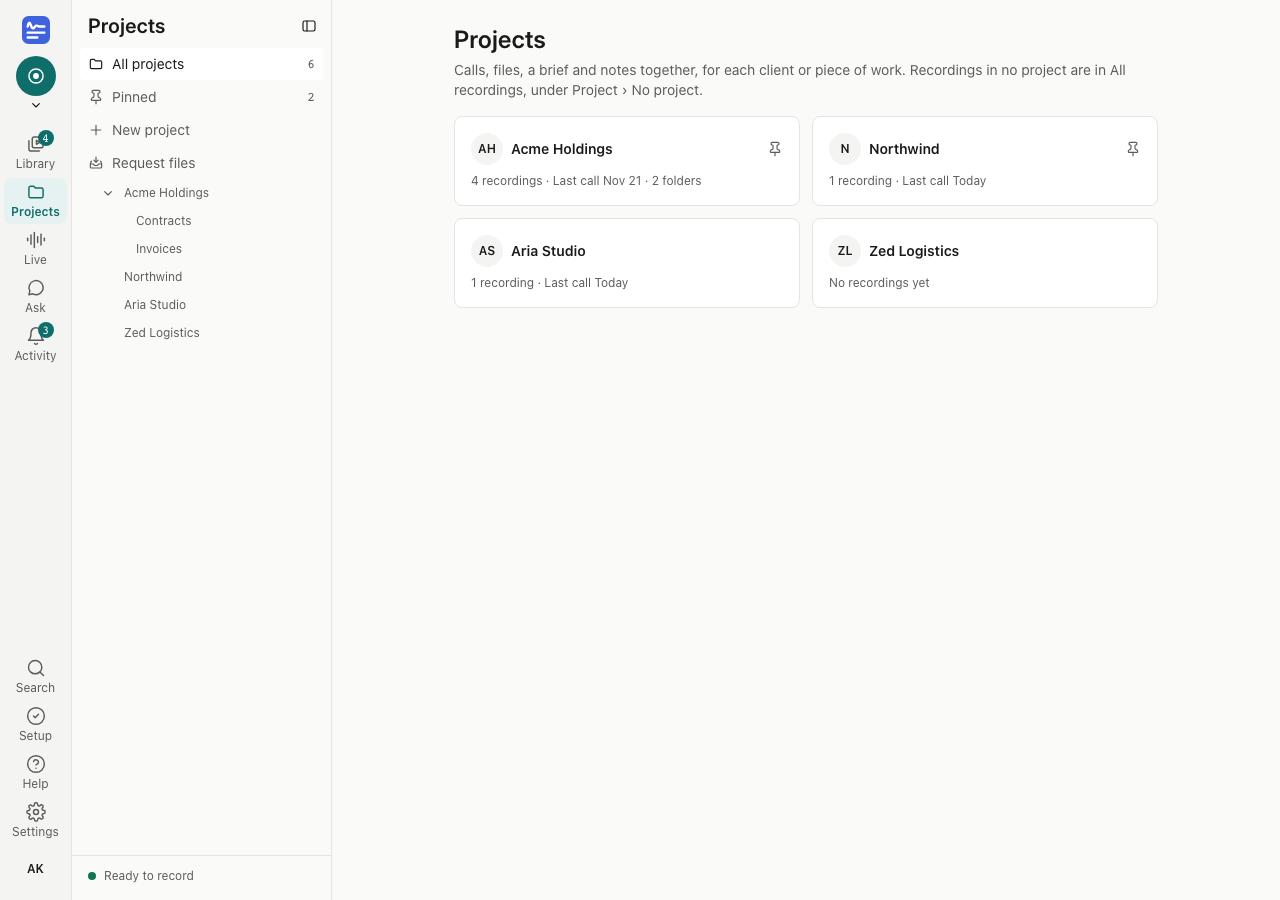 Projects
All projects 6
Pinned 2
New project
Request files
Acme Holdings
Contracts
Invoices
Northwind
Aria Studio
Zed Logistics
Ready to record
4
Library
Projects
Live
Ask
3
Activity
Search
Setup
Help
Settings
AK
Projects
Calls, files, a brief and notes together, for each client or piece of work. Recordings in no project are in All
recordings, under Project › No project.
AH Acme Holdings
4 recordings · Last call Nov 21 · 2 folders
N Northwind
1 recording · Last call Today
AS Aria Studio
1 recording · Last call Today
ZL Zed Logistics
No recordings yet